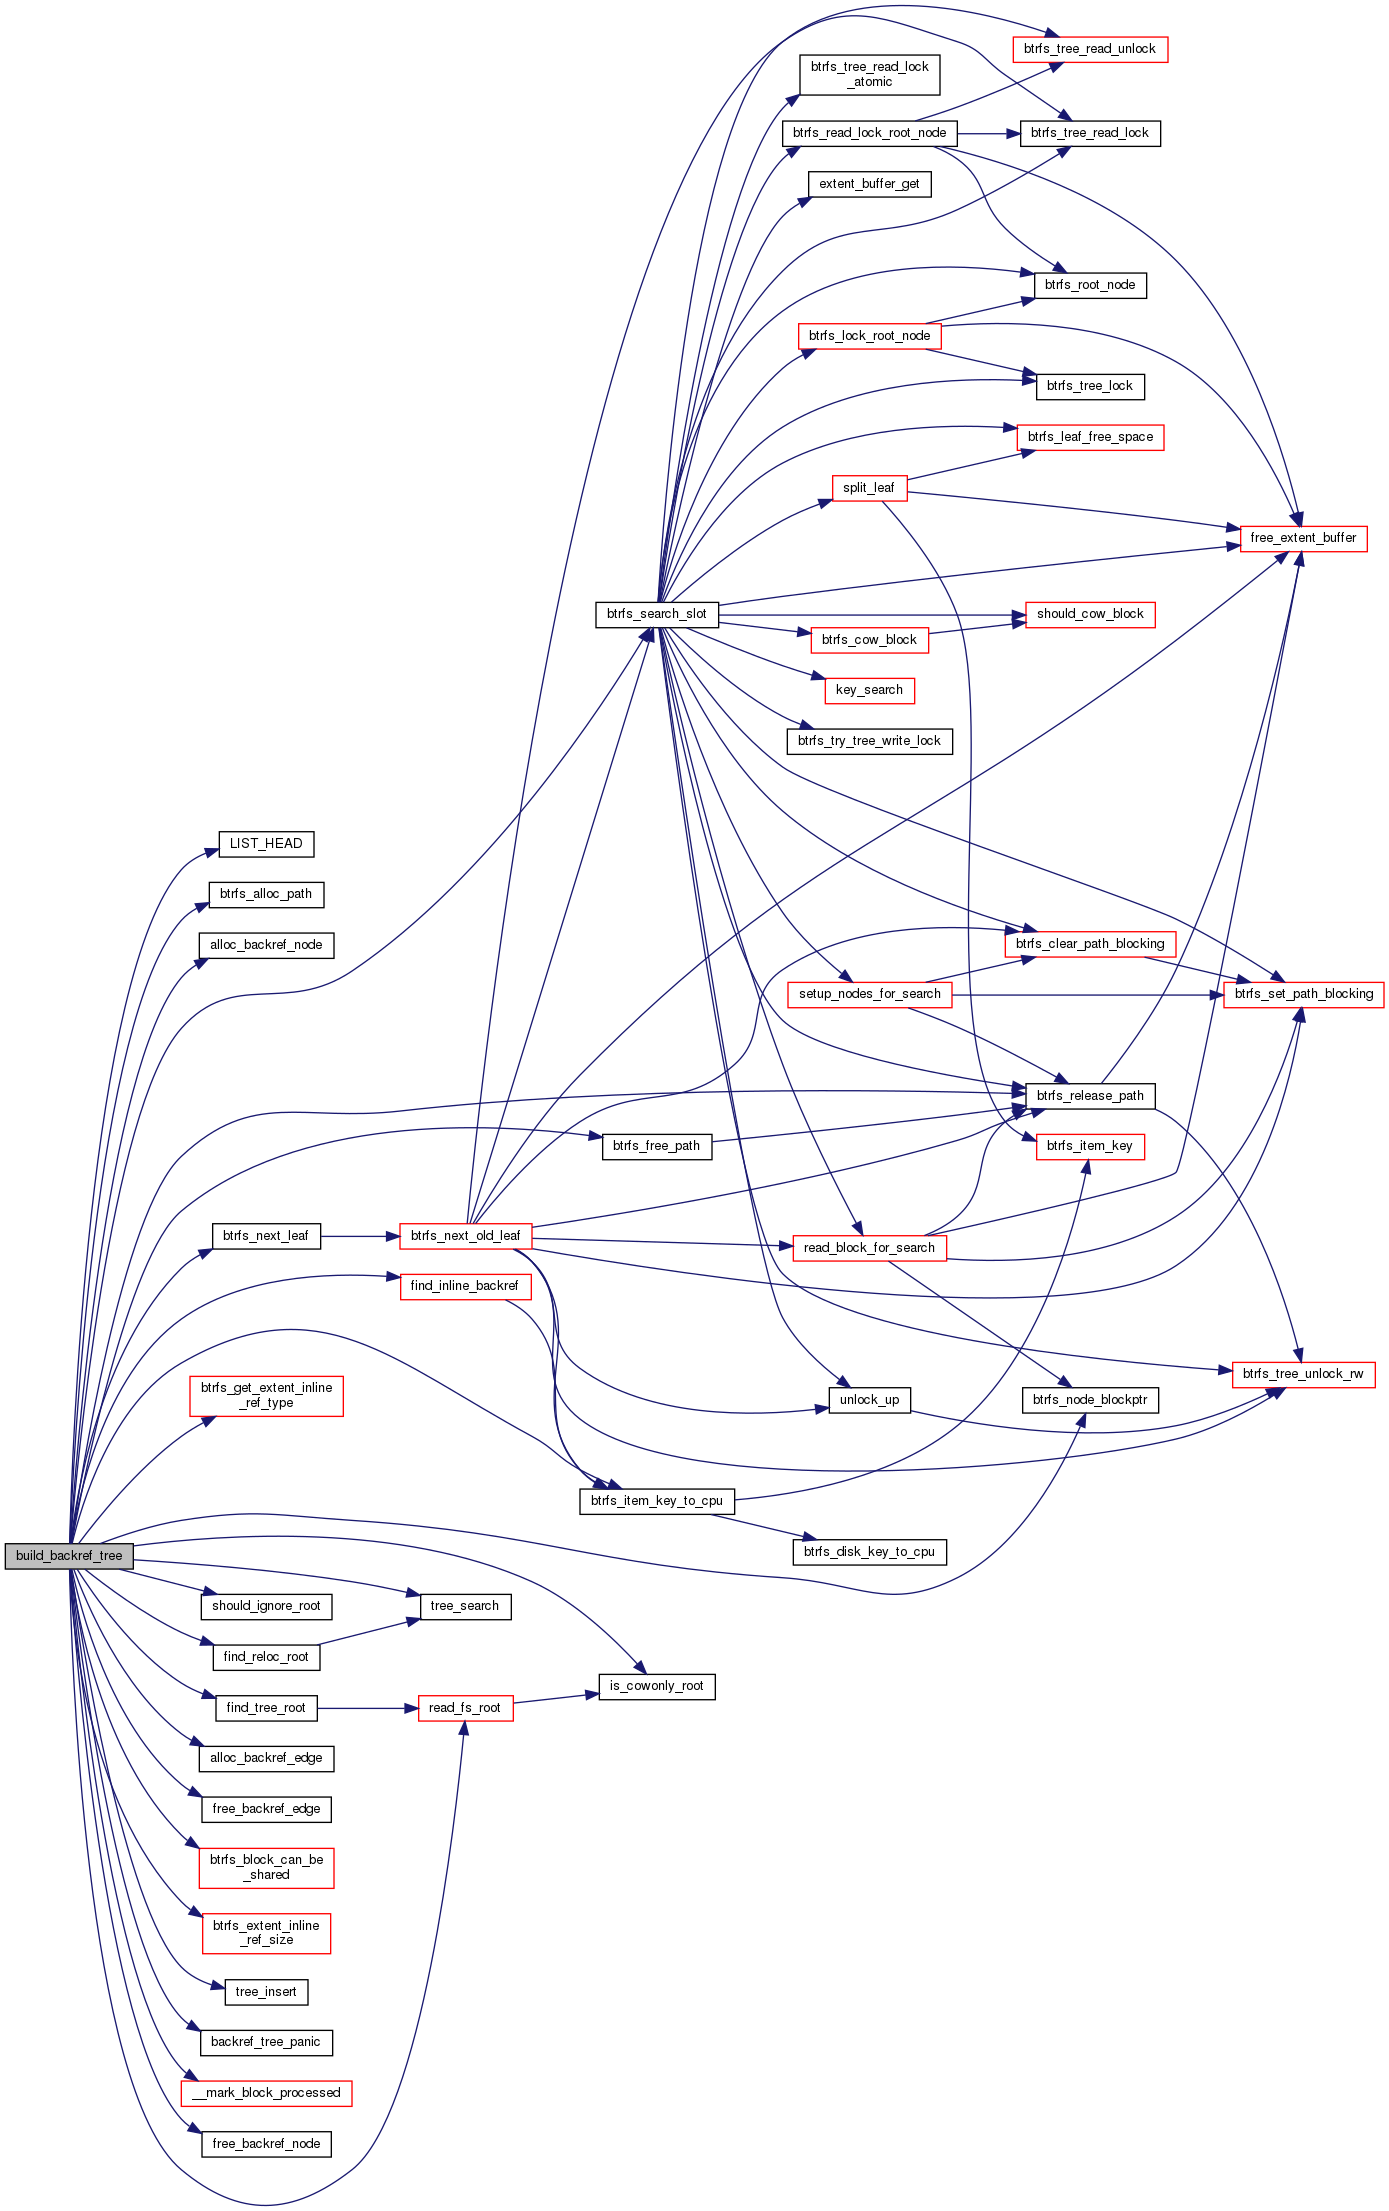 btrfs_tree_read_unlock
btrfs_tree_read_lock
_atomic
btrfs_read_lock_root_node
btrfs_tree_read_lock
extent_buffer_get
btrfs_root_node
btrfs_lock_root_node
btrfs_tree_lock
btrfs_leaf_free_space
split_leaf
free_extent_buffer
btrfs_search_slot
should_cow_block
btrfs_cow_block
key_search
btrfs_try_tree_write_lock
LIST_HEAD
btrfs_alloc_path
alloc_backref_node
btrfs_clear_path_blocking
setup_nodes_for_search
btrfs_set_path_blocking
btrfs_release_path
btrfs_free_path
btrfs_item_key
btrfs_next_leaf
btrfs_next_old_leaf
read_block_for_search
find_inline_backref
btrfs_tree_unlock_rw
btrfs_get_extent_inline
_ref_type
unlock_up
btrfs_node_blockptr
btrfs_item_key_to_cpu
build_backref_tree
btrfs_disk_key_to_cpu
should_ignore_root
tree_search
find_reloc_root
is_cowonly_root
find_tree_root
read_fs_root
alloc_backref_edge
free_backref_edge
btrfs_block_can_be
_shared
btrfs_extent_inline
_ref_size
tree_insert
backref_tree_panic
__mark_block_processed
free_backref_node